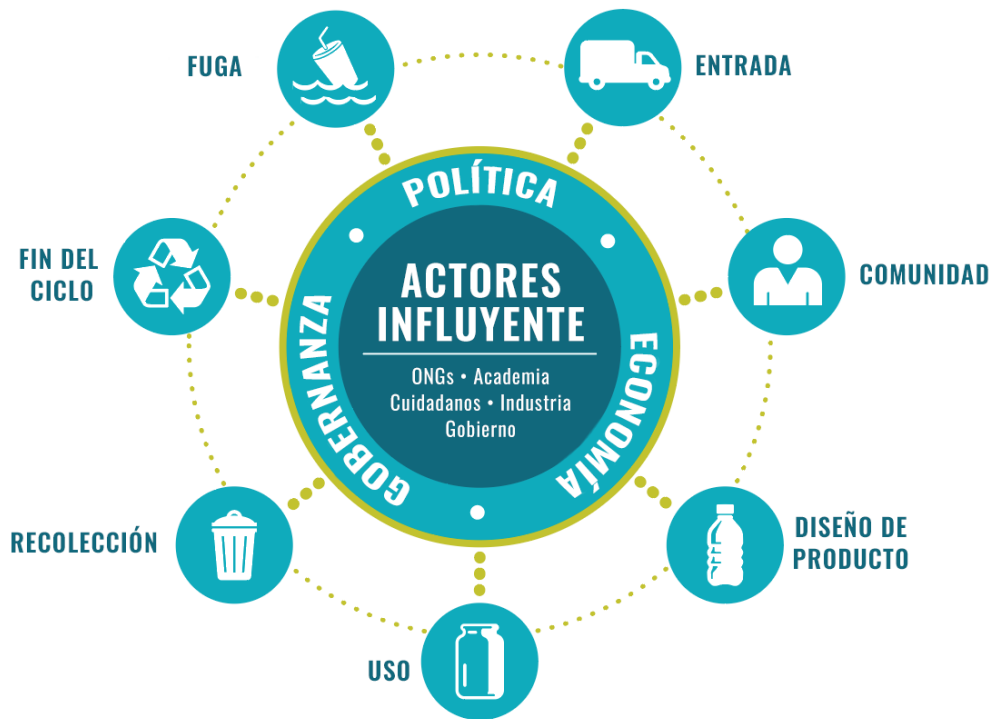 FUGA
ENTRADA
POLÍTICA
FIN DEL
CICLO
COMUNIDAD
ACTORES
INFLUYENTE
ONGs • Academia
Cuidadanos • Industria
Gobierno
GOBERNANZA
ECONOMÍA
RECOLECCIÓN
DISEÑO DE
PRODUCTO
USO